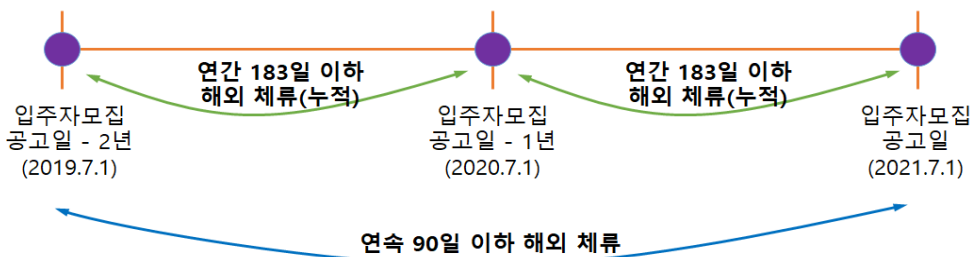 연간 183일 이하
해외 체류(누적)
연간 183일 이하
해외 체류(누적)
입주자모집
공고일 - 2년
(2019.7.1)
입주자모집
공고일 - 1년
(2020.7.1)
입주자모집
공고일
(2021.7.1)
연속 90일 이하 해외 체류